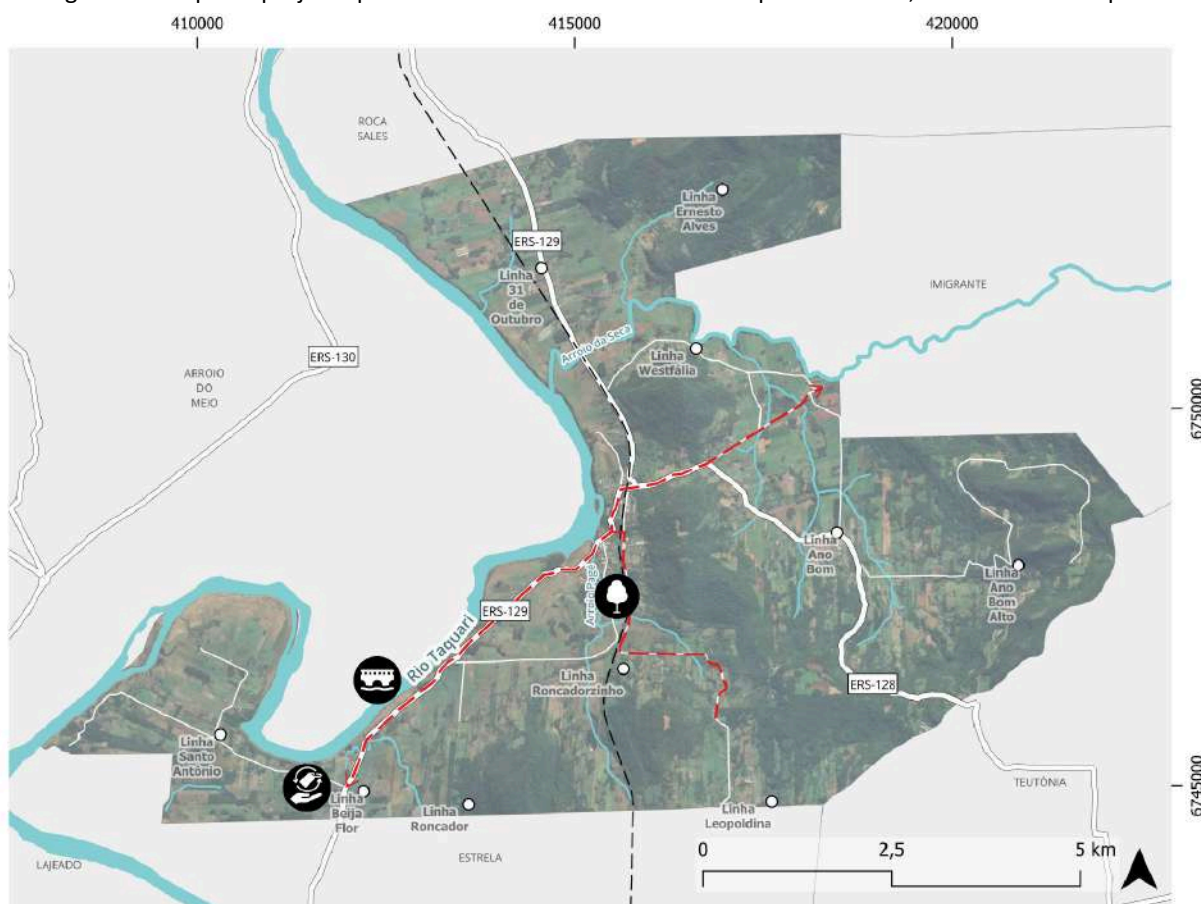 410000
415000
420000
ROCA
SALES
Linha
Ernesto
Alves
ERS-129
Linha
31
de
Outubro
IMIGRANTE
Arroio da Seca
ERS-130
Linha
Westfália
ARROIO
DO
MEIO
6750000
Linha
Ano
Bom
Linha
Ano
Bom
Alto
Arroio Pagé
ERS-129
Rio Taquari
Linha
Roncadorzinho
ERS-128
Linha
Santo
Antônio
TEUTÔNIA
6745000
Linha
Beija
Flor
Linha
Roncador
Linha
Leopoldina
0
2,5
5 km
ESTRELA
LAJEADO